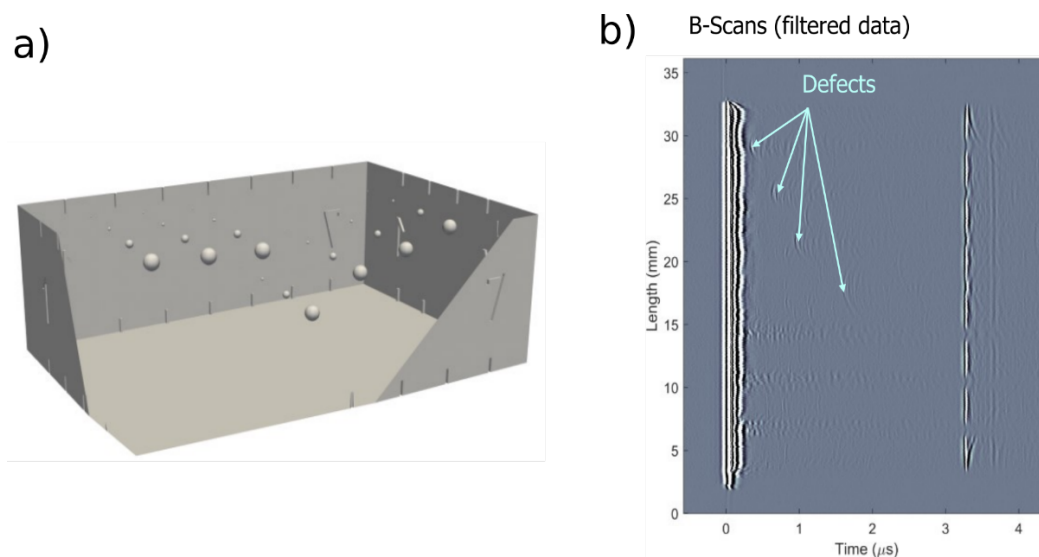 a)
b)
B-Scans (filtered data)
Defects
Length (mm)
35
30
25
20
15
10
5
0
0 1 2 3 4
Time (μs)